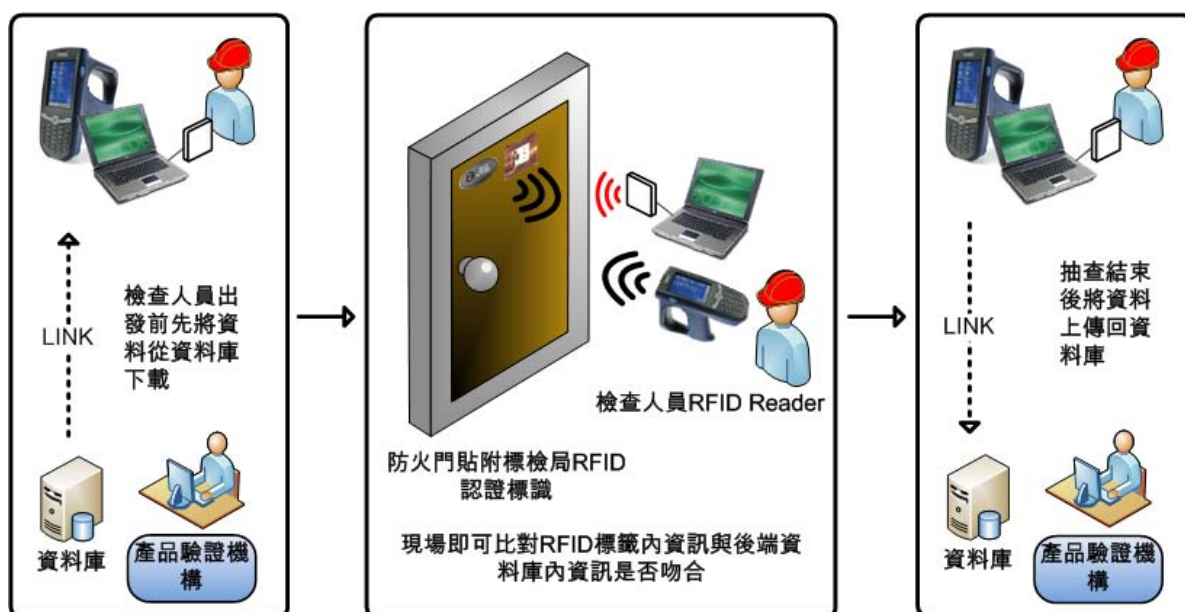 LINK
檢查人員出
發前先將資
料從資料庫
下載
資料庫
產品驗證機
構
檢查人員RFID Reader
防火門貼附標檢局RFID
認證標識
現場即可比對RFID標籤內資訊與後端資
料庫內資訊是否吻合
LINK
抽查結束
後將資料
上傳回資
料庫
資料庫
產品驗證機
構